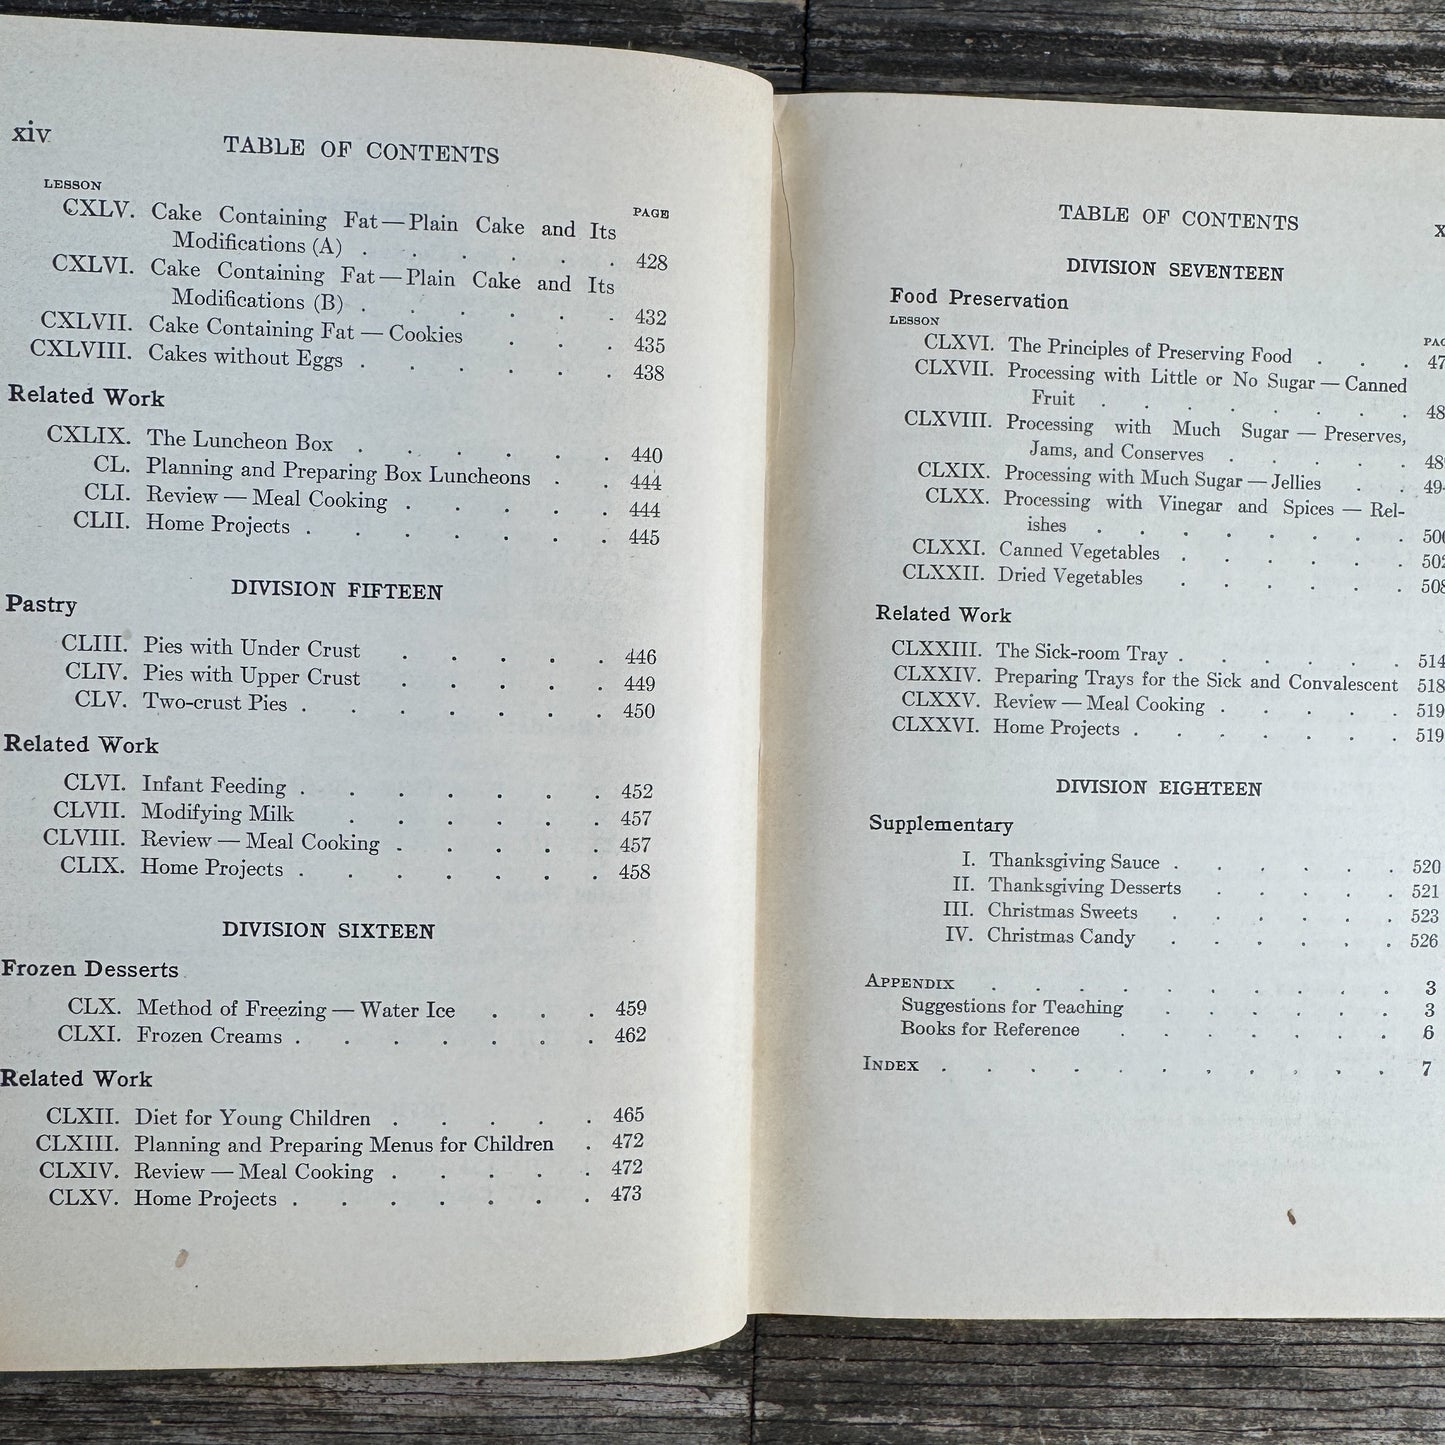 xiv
TABLE OF CONTENTS
LESSON
PAGE
CXLV. Cake Containing Fat — Plain Cake and Its
Modifications (A) . . . . . . 428
CXLVI. Cake Containing Fat — Plain Cake and Its
Modifications (B) . . . . . . 432
CXLVII. Cake Containing Fat — Cookies . . . 435
CXLVIII. Cakes without Eggs . . . . . . 438
Related Work
CXLIX. The Luncheon Box . . . . . . 440
CL. Planning and Preparing Box Luncheons . . 444
CLI. Review — Meal Cooking . . . . . 444
CLII. Home Projects . . . . . . . 445
DIVISION FIFTEEN
Pastry
CLIII. Pies with Under Crust . . . . . 446
CLIV. Pies with Upper Crust . . . . . 449
CLV. Two-crust Pies . . . . . . . 450
Related Work
CLVI. Infant Feeding . . . . . . . 452
CLVII. Modifying Milk . . . . . . 457
CLVIII. Review — Meal Cooking . . . . . 457
CLIX. Home Projects . . . . . . . 458
DIVISION SIXTEEN
Frozen Desserts
CLX. Method of Freezing — Water Ice . . . 459
CLXI. Frozen Creams . . . . . . . 462
Related Work
CLXII. Diet for Young Children . . . . . 465
CLXIII. Planning and Preparing Menus for Children . 472
CLXIV. Review — Meal Cooking . . . . . 472
CLXV. Home Projects . . . . . . . 473
TABLE OF CONTENTS
DIVISION SEVENTEEN
Food Preservation
LESSON
CLXVI. The Principles of Preserving Food . . .
CLXVII. Processing with Little or No Sugar — Canned
Fruit . . . . . . . .
CLXVIII. Processing with Much Sugar — Preserves,
Jams, and Conserves . . . . .
CLXIX. Processing with Much Sugar — Jellies . .
CLXX. Processing with Vinegar and Spices — Rel-
ishes . . . . . . . .
CLXXI. Canned Vegetables . . . . . . 502
CLXXII. Dried Vegetables . . . . . . 508
Related Work
CLXXIII. The Sick-room Tray . . . . . . 514
CLXXIV. Preparing Trays for the Sick and Convalescent 518
CLXXV. Review — Meal Cooking . . . . . 519
CLXXVI. Home Projects . . . . . . . 519
DIVISION EIGHTEEN
Supplementary
I. Thanksgiving Sauce . . . . . . 520
II. Thanksgiving Desserts . . . . . 521
III. Christmas Sweets . . . . . . 523
IV. Christmas Candy . . . . . . 526
APPENDIX . . . . . . . . . . 3
Suggestions for Teaching . . . . . . 3
Books for Reference . . . . . . . 6
INDEX . . . . . . . . . . . 7